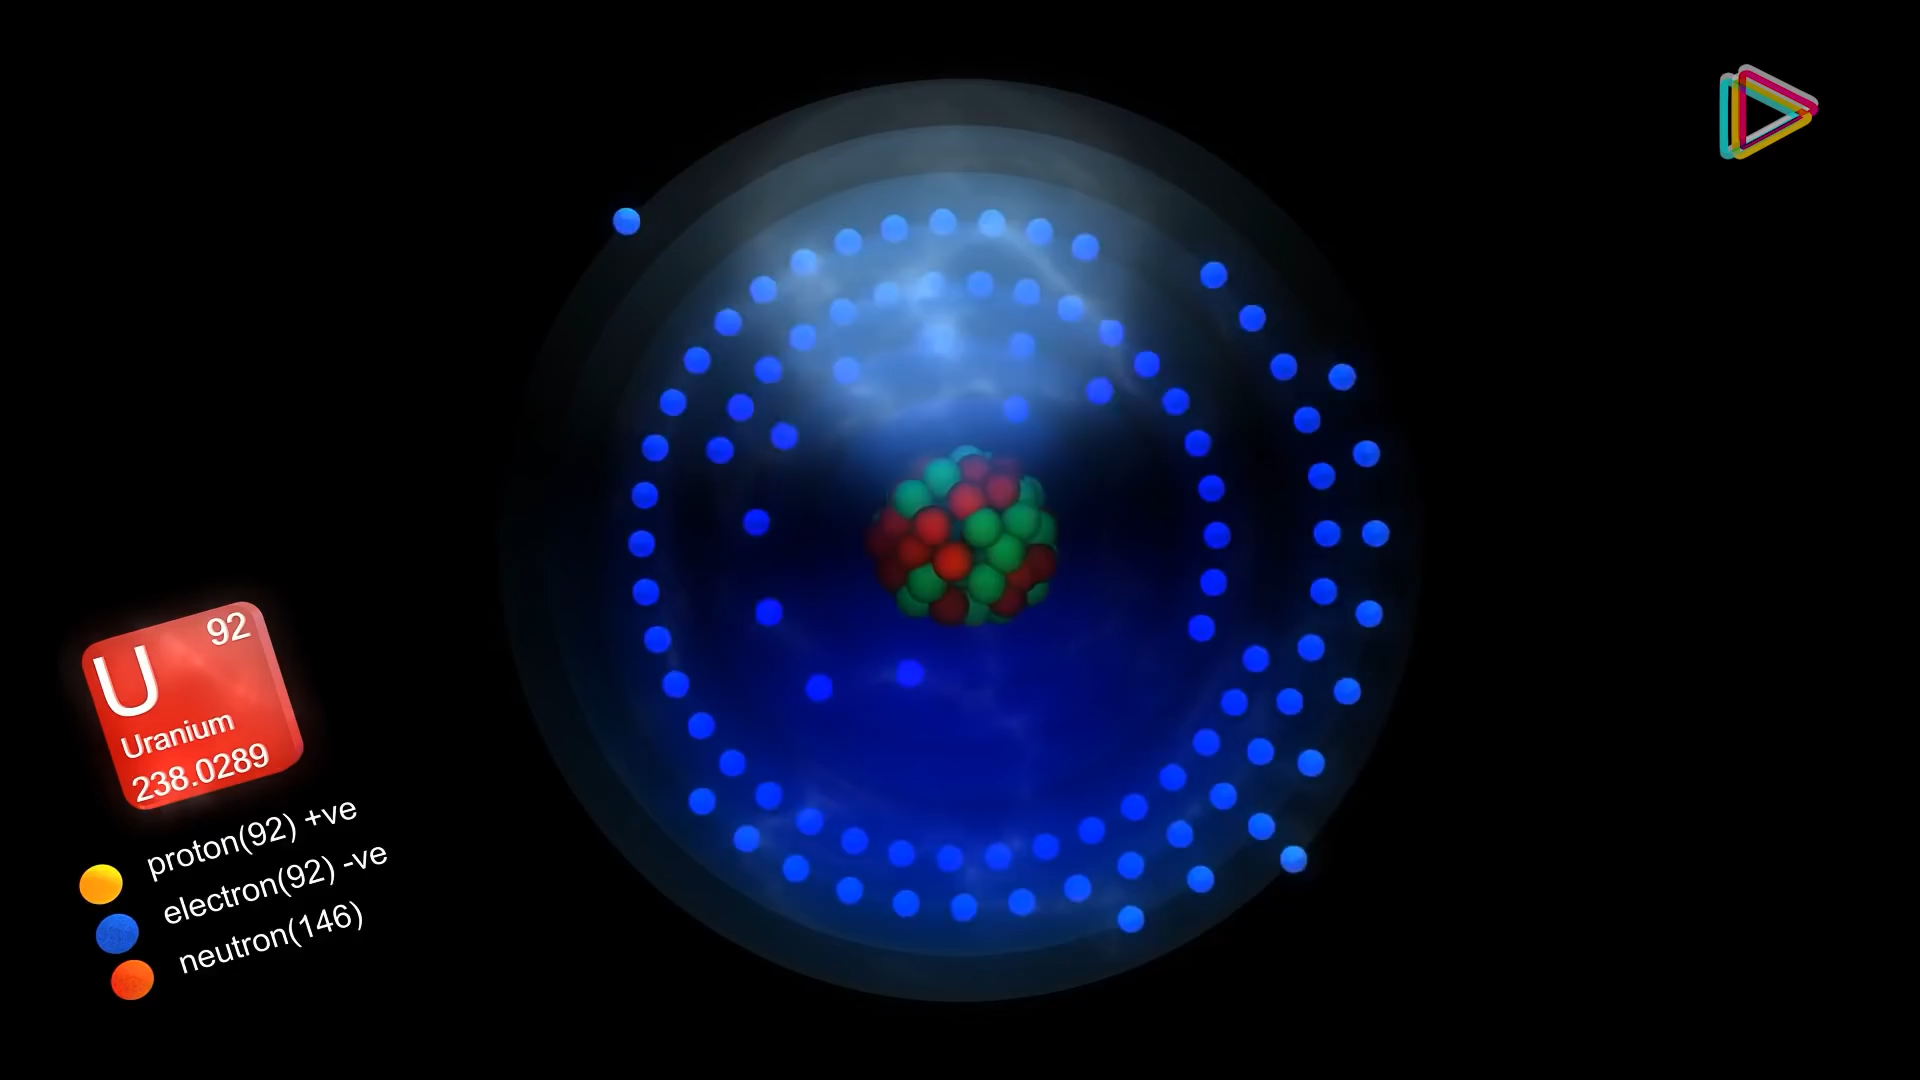 92
U
Uranium
238.0289
proton(92) +ve
electron(92) -ve
neutron(146)